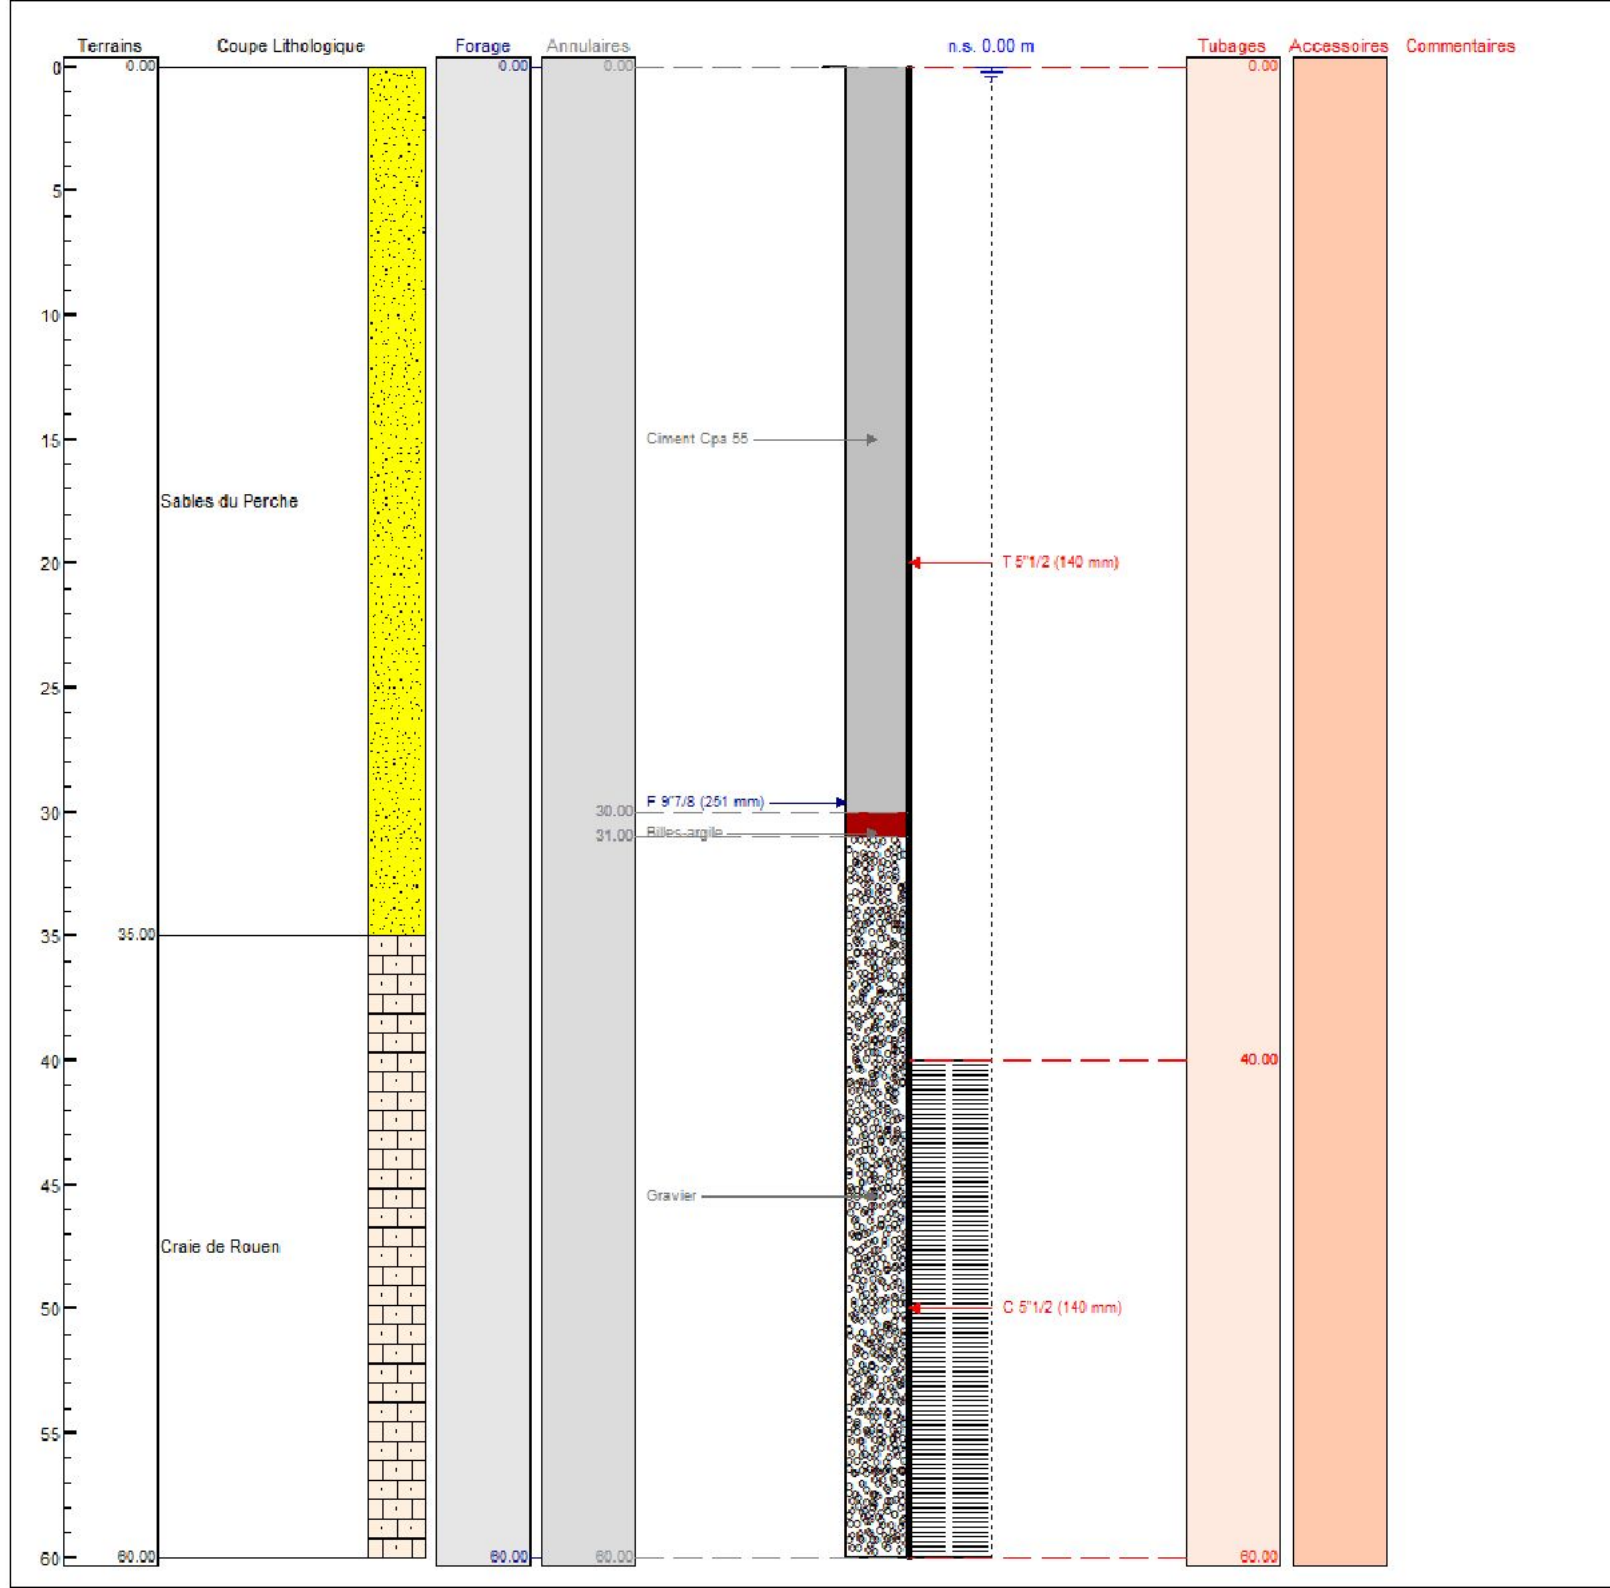 Terrains Coupe Lithologique Forage Annulaires n.s. 0.00 m Tubages Accessoires Commentaires
0 0.00 0.00 0.00 0.00
5
10
15 Ciment Cpa 55
Sables du Perche
20 T 5"1/2 (140 mm)
25
F 9"7/8 (251 mm)
30 30.00
31.00 Billes-argile
35 35.00
40 40.00
45
Gravier
Craie de Rouen
50 C 5"1/2 (140 mm)
55
60 60.00 60.00 60.00 60.00